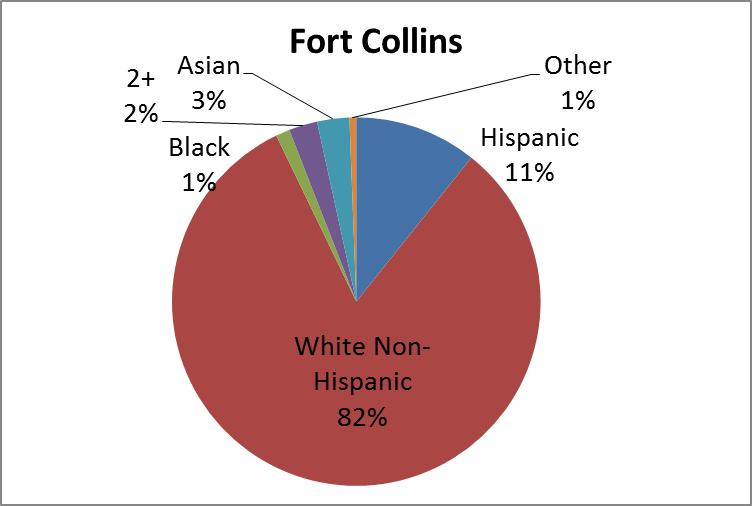 Fort Collins
Asian
3%
2+
2%
Black
1%
Other
1%
Hispanic
11%
White Non-
Hispanic
82%